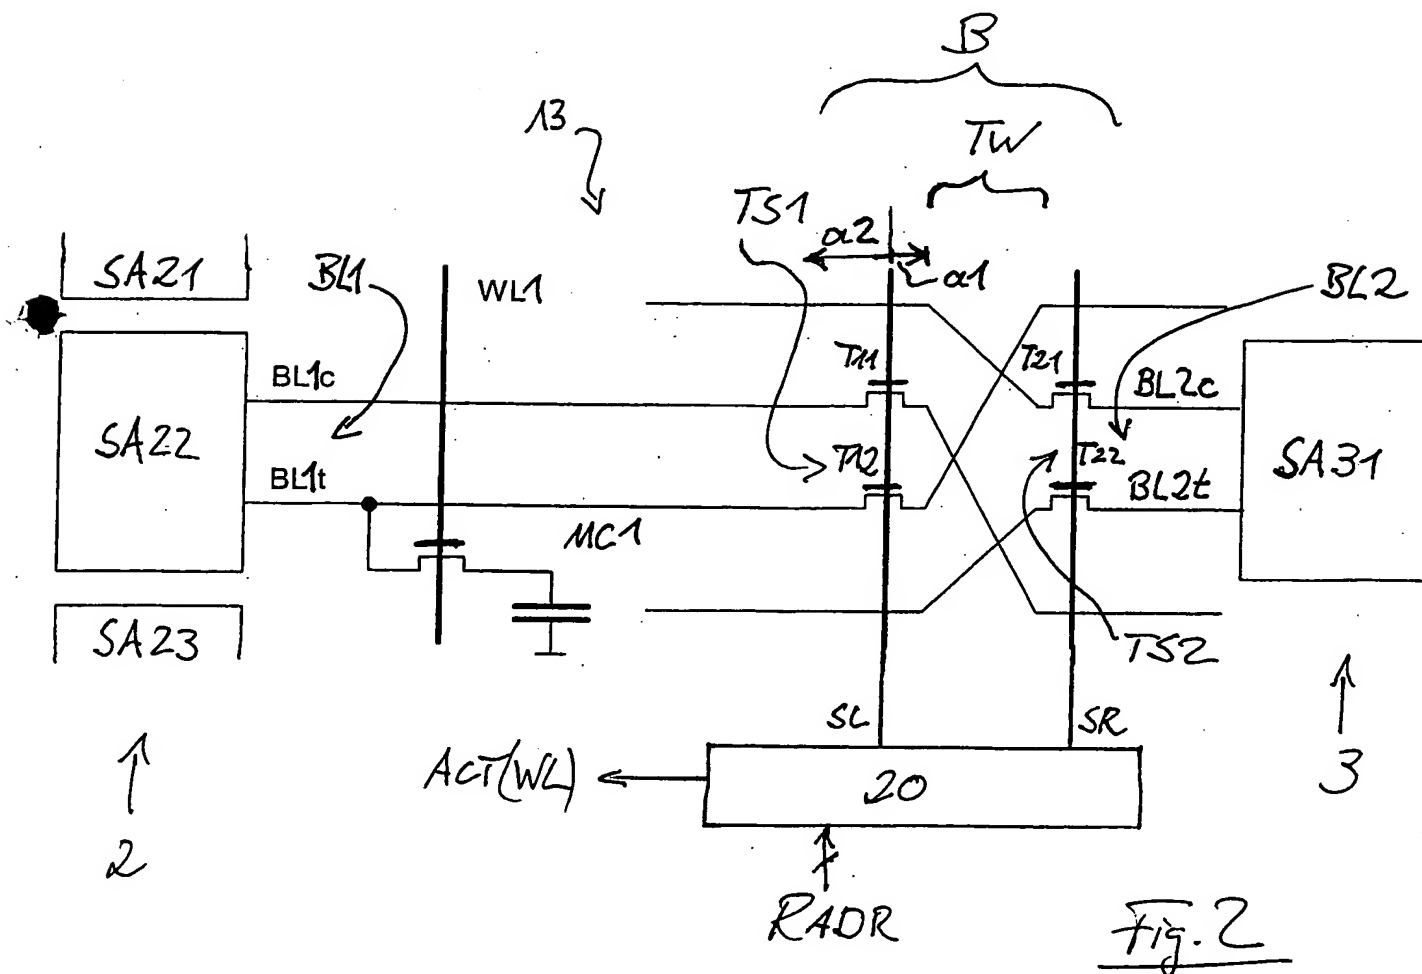 B
13
TW
TS1
a2
a1
SA21
BL1
WL1
BL2
T11
T21
BL1c
BL2c
SA22
T12
T22
SA31
BL1t
BL2t
MC1
SA23
TS2
SL
SR
ACT(WL)
20
3
2
RADR
Fig. 2